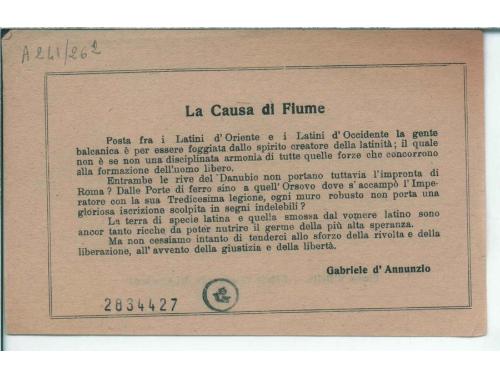 A 241/262
La Causa di Fiume
Posta fra i Latini d'Oriente e i Latini d'Occidente la gente
balcanica è per essere foggiata dallo spirito creatore della latinità; il quale
non è se non una disciplinata armonia di tutte quelle forze che concorrono
alla formazione dell'uomo libero.
Entrambe le rive del Danubio non portano tuttavia l'impronta di
Roma? Dalle Porte di ferro sino a quell'Orsovo dove s'accampò l'Impe-
ratore con la sua Tredicesima legione, ogni muro robusto non porta una
gloriosa iscrizione scolpita in segni indelebili?
La terra di specie latina e quella smossa dal vomere latino sono
ancor tanto ricche da poter nutrire il germe della più alta speranza.
Ma non cessiamo intanto di tenderci allo sforzo della rivolta e della
liberazione, all'avvento della giustizia e della libertà.
Gabriele d'Annunzio
2834427